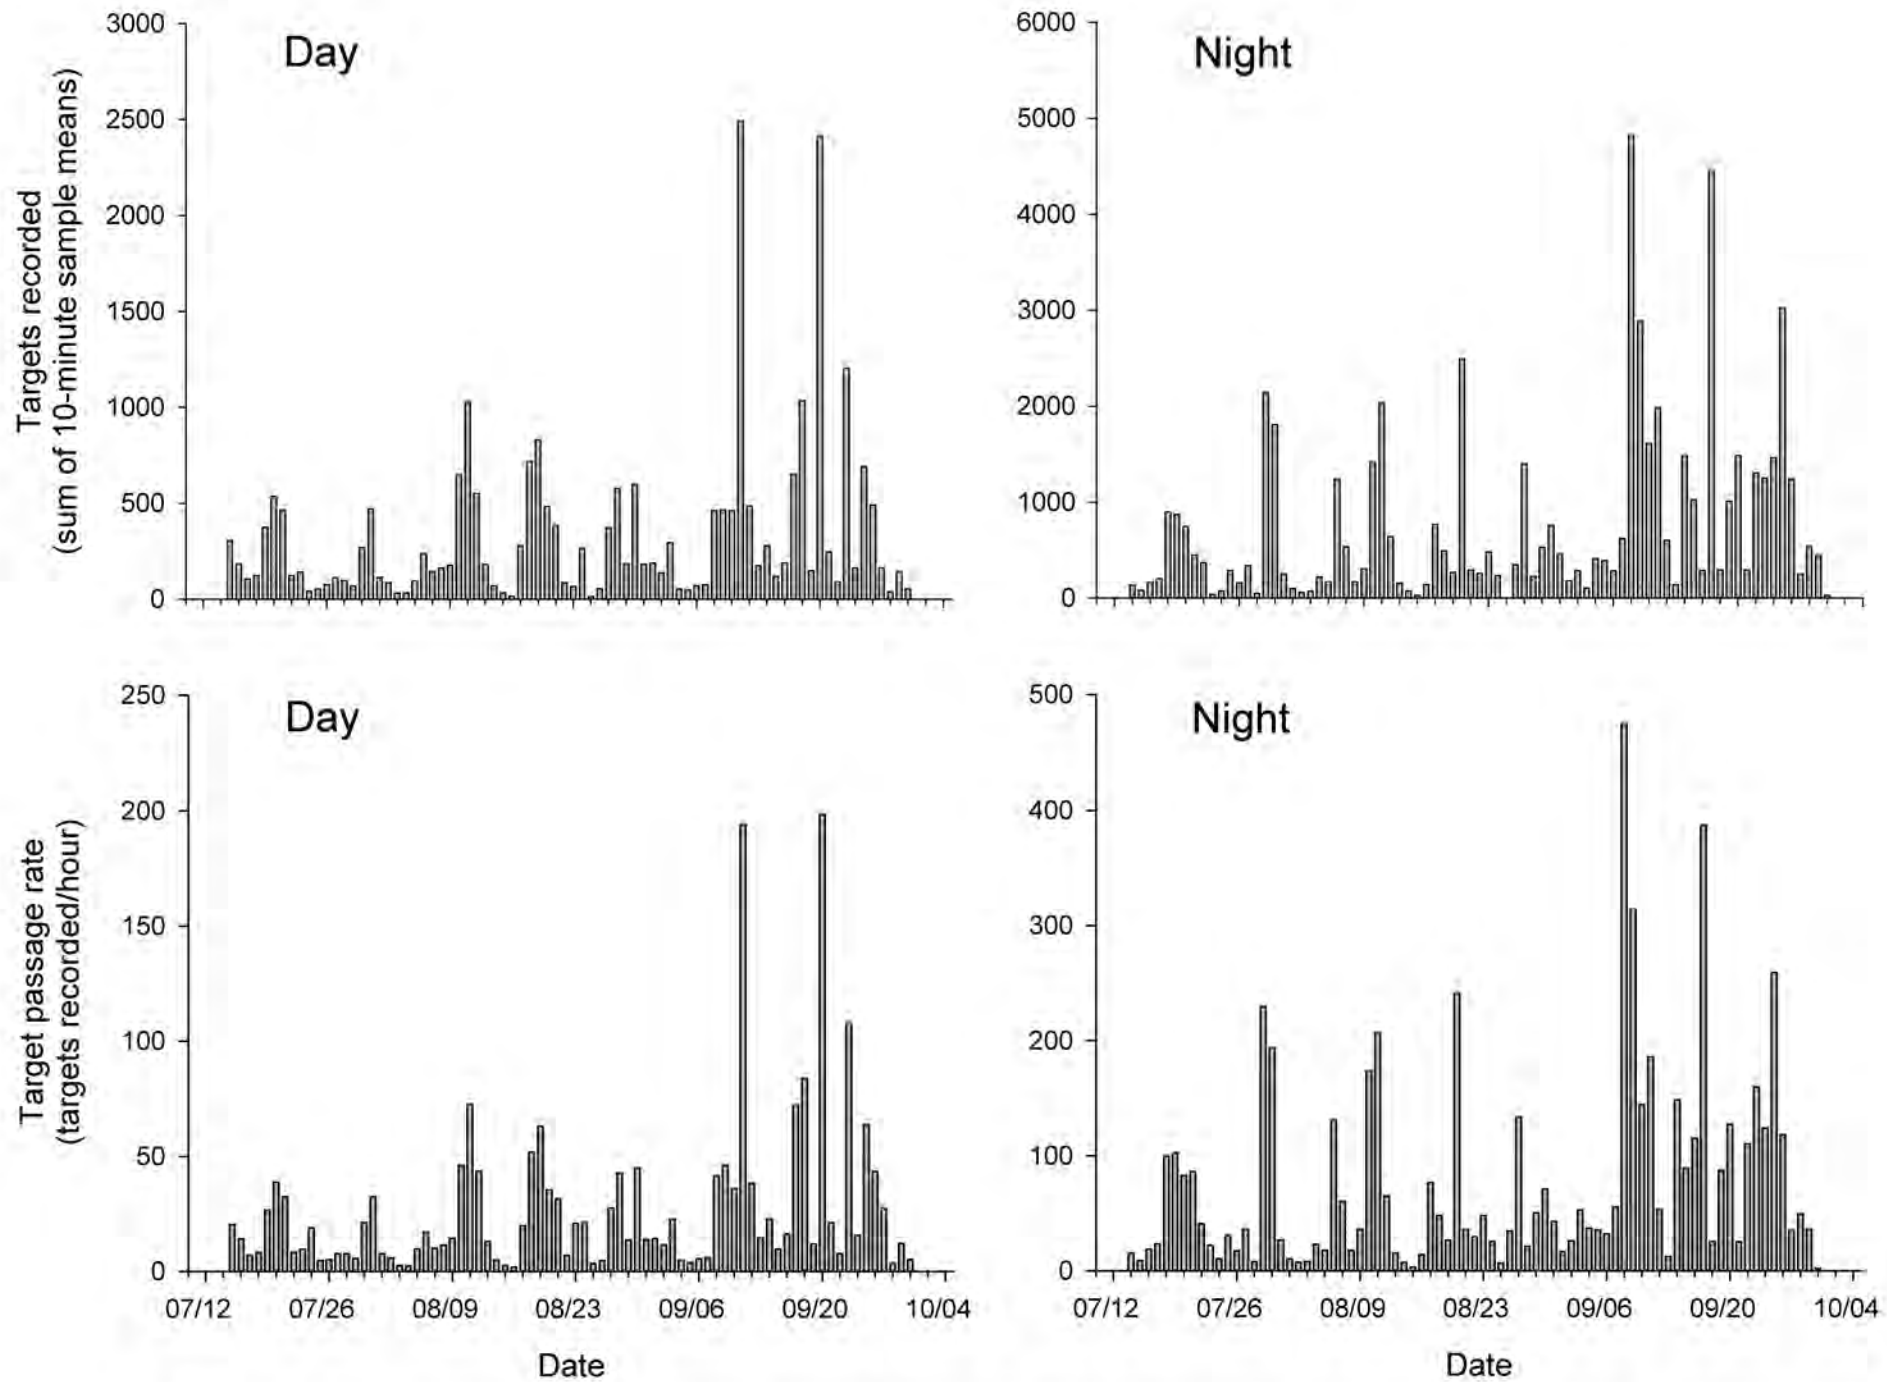 Day
Night
Targets recorded
(sum of 10-minute sample means)
3000
2500
2000
1500
1000
500
0
6000
5000
4000
3000
2000
1000
0
Day
Night
Target passage rate
(targets recorded/hour)
250
200
150
100
50
0
500
400
300
200
100
0
07/12 07/26 08/09 08/23 09/06 09/20 10/04
07/12 07/26 08/09 08/23 09/06 09/20 10/04
Date
Date